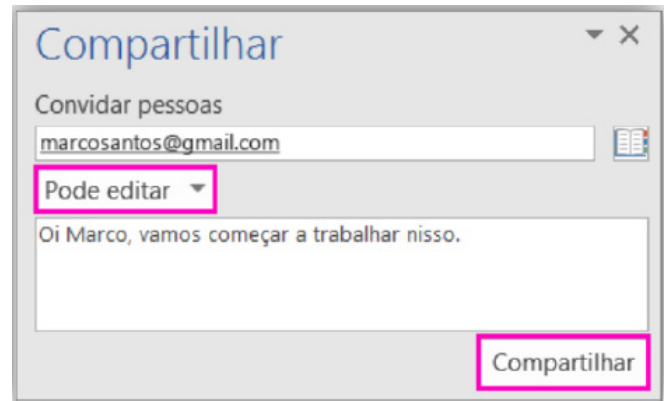 Compartilhar
Convidar pessoas
marcosantos@gmail.com
Pode editar
Oi Marco, vamos começar a trabalhar nisso.
Compartilhar